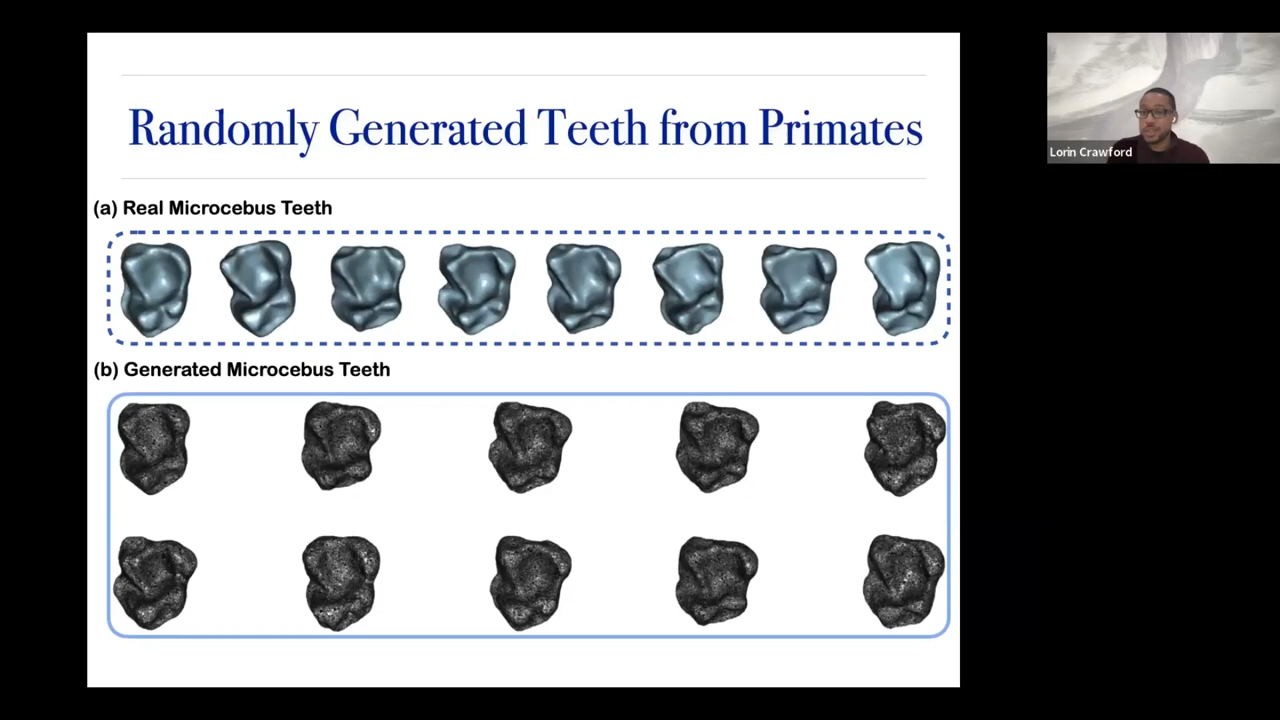 Randomly Generated Teeth from Primates
Lorin Crawford
(a) Real Microcebus Teeth
(b) Generated Microcebus Teeth